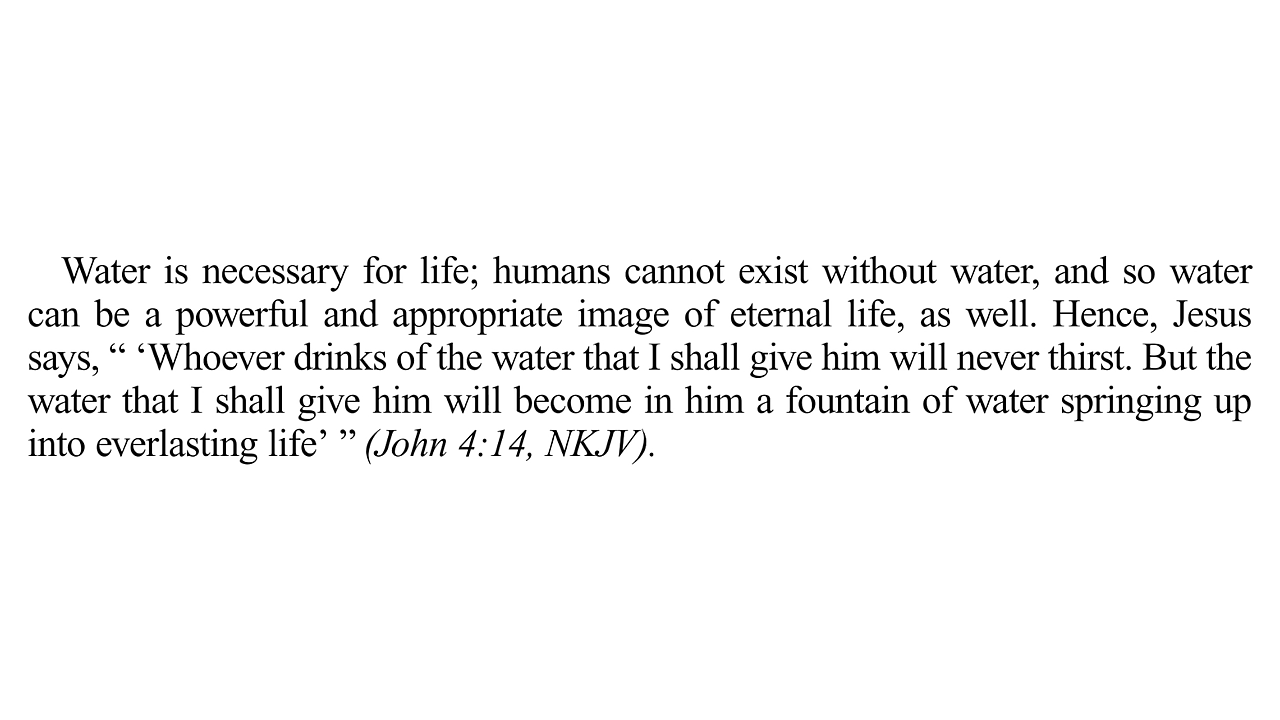 Water is necessary for life; humans cannot exist without water, and so water
can be a powerful and appropriate image of eternal life, as well. Hence, Jesus
says, “ ‘Whoever drinks of the water that I shall give him will never thirst. But the
water that I shall give him will become in him a fountain of water springing up
into everlasting life’ ” (John 4:14, NKJV).